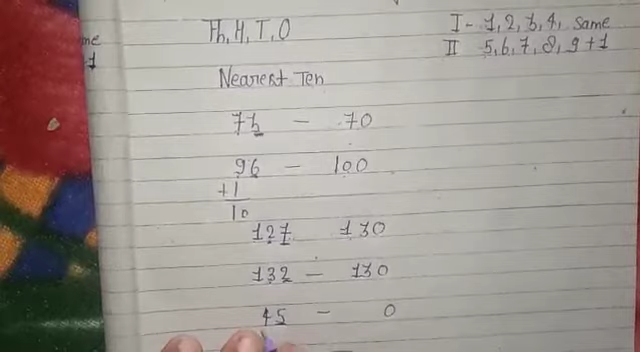 Th, H, T, O
I - 1, 2, 3, 4, same
II 5, 6, 7, 8, 9 +1
Nearest Ten
73 - 70
96 - 100
+1
10
127 130
132 - 130
45 - 0